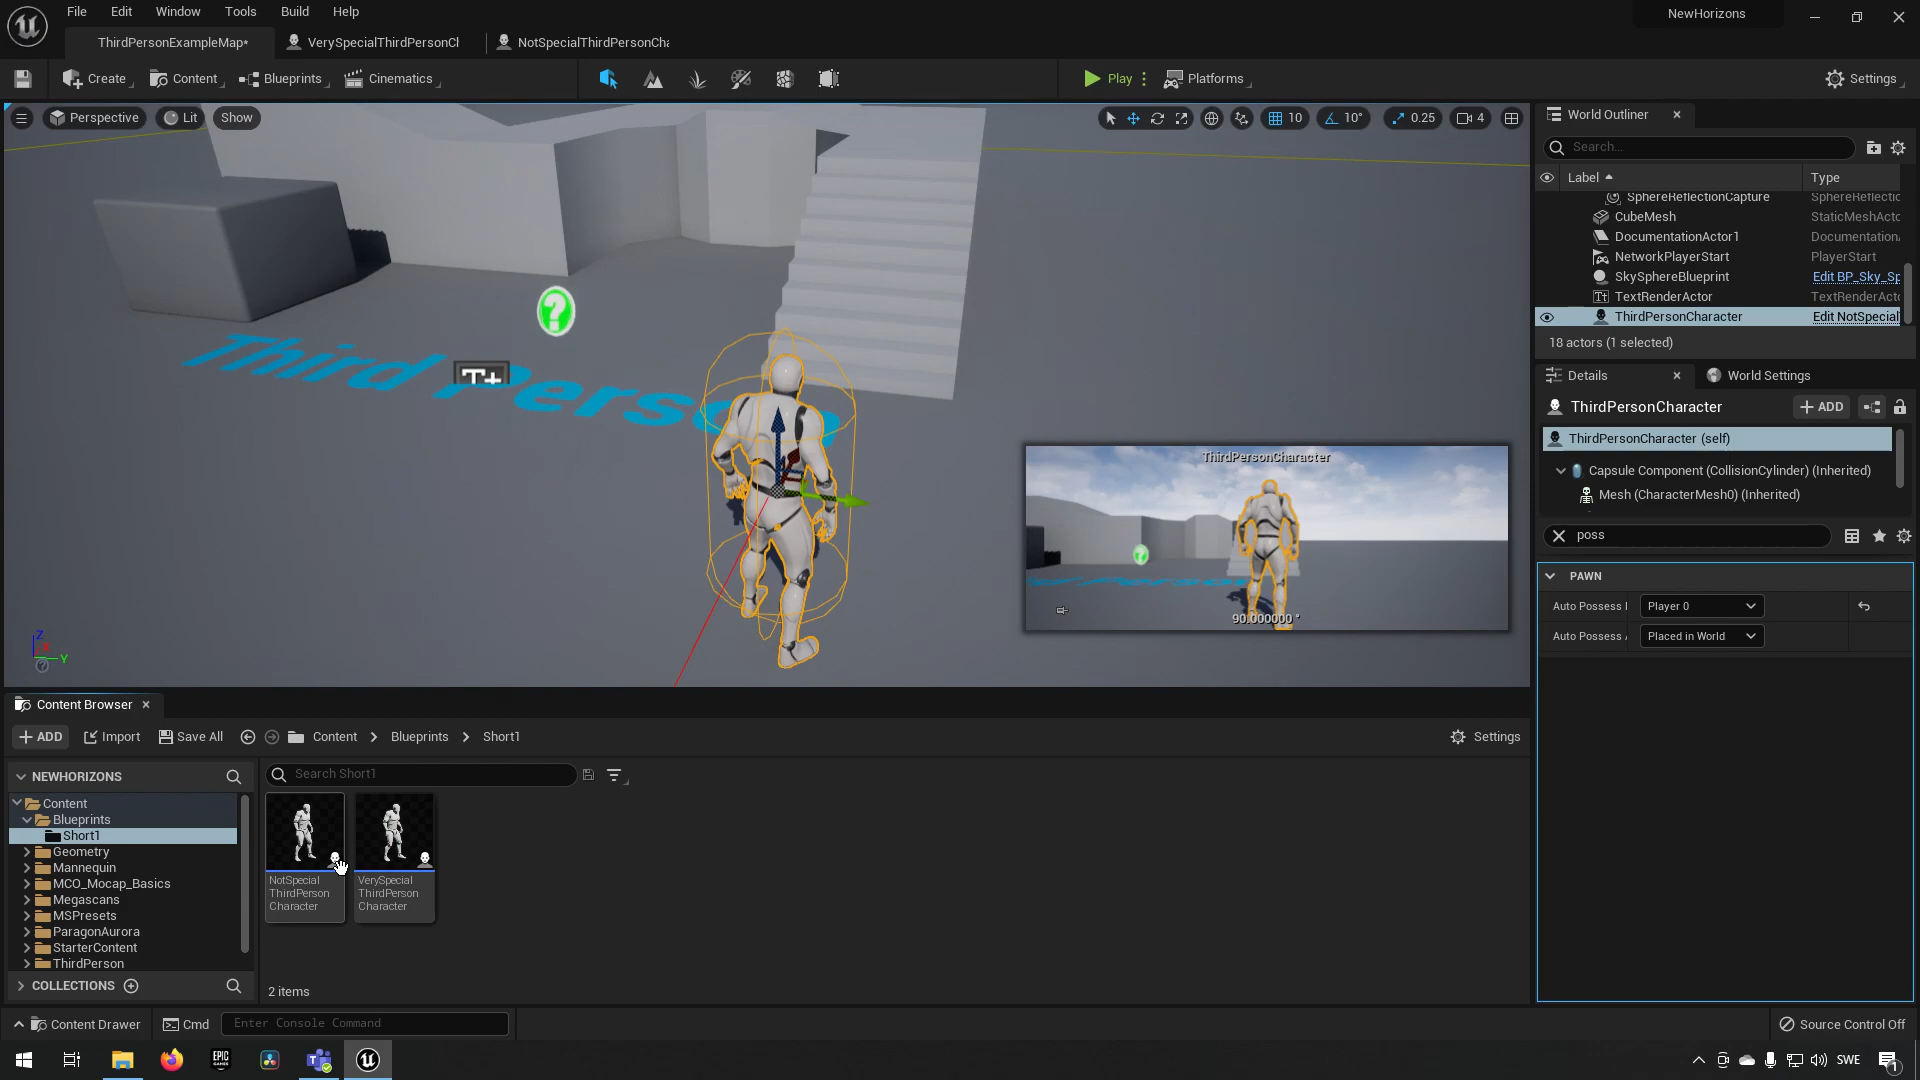 File Edit Window Tools Build Help
NewHorizons
ThirdPersonExampleMap*
VerySpecialThirdPersonCl
NotSpecialThirdPersonCha
Create
Content
Blueprints
Cinematics
Play
Platforms
Settings
Perspective
Lit
Show
10
10°
0.25
4
World Outliner
Search...
Label
Type
SphereReflectionCapture SphereReflectic
CubeMesh StaticMeshActo
DocumentationActor1 Documentation
NetworkPlayerStart PlayerStart
SkySphereBlueprint Edit BP_Sky_Sp
TextRenderActor TextRenderActo
ThirdPersonCharacter Edit NotSpecial
18 actors (1 selected)
Third Perso
T+
ThirdPersonCharacter
90.000000 °
Z
Y
Details
World Settings
ThirdPersonCharacter
+ ADD
ThirdPersonCharacter (self)
Capsule Component (CollisionCylinder) (Inherited)
Mesh (CharacterMesh0) (Inherited)
poss
PAWN
Auto Possess Player 0
Auto Possess Placed in World
Content Browser
+ ADD
Import
Save All
Content > Blueprints > Short1
Settings
NEWHORIZONS
Search Short1
Content
Blueprints
Short1
Geometry
Mannequin
MCO_Mocap_Basics
Megascans
MSPresets
ParagonAurora
StarterContent
ThirdPerson
COLLECTIONS
NotSpecial
ThirdPerson
Character
VerySpecial
ThirdPerson
Character
2 items
Content Drawer
Cmd
Enter Console Command
Source Control Off
EPIC
GAMES
SWE
1